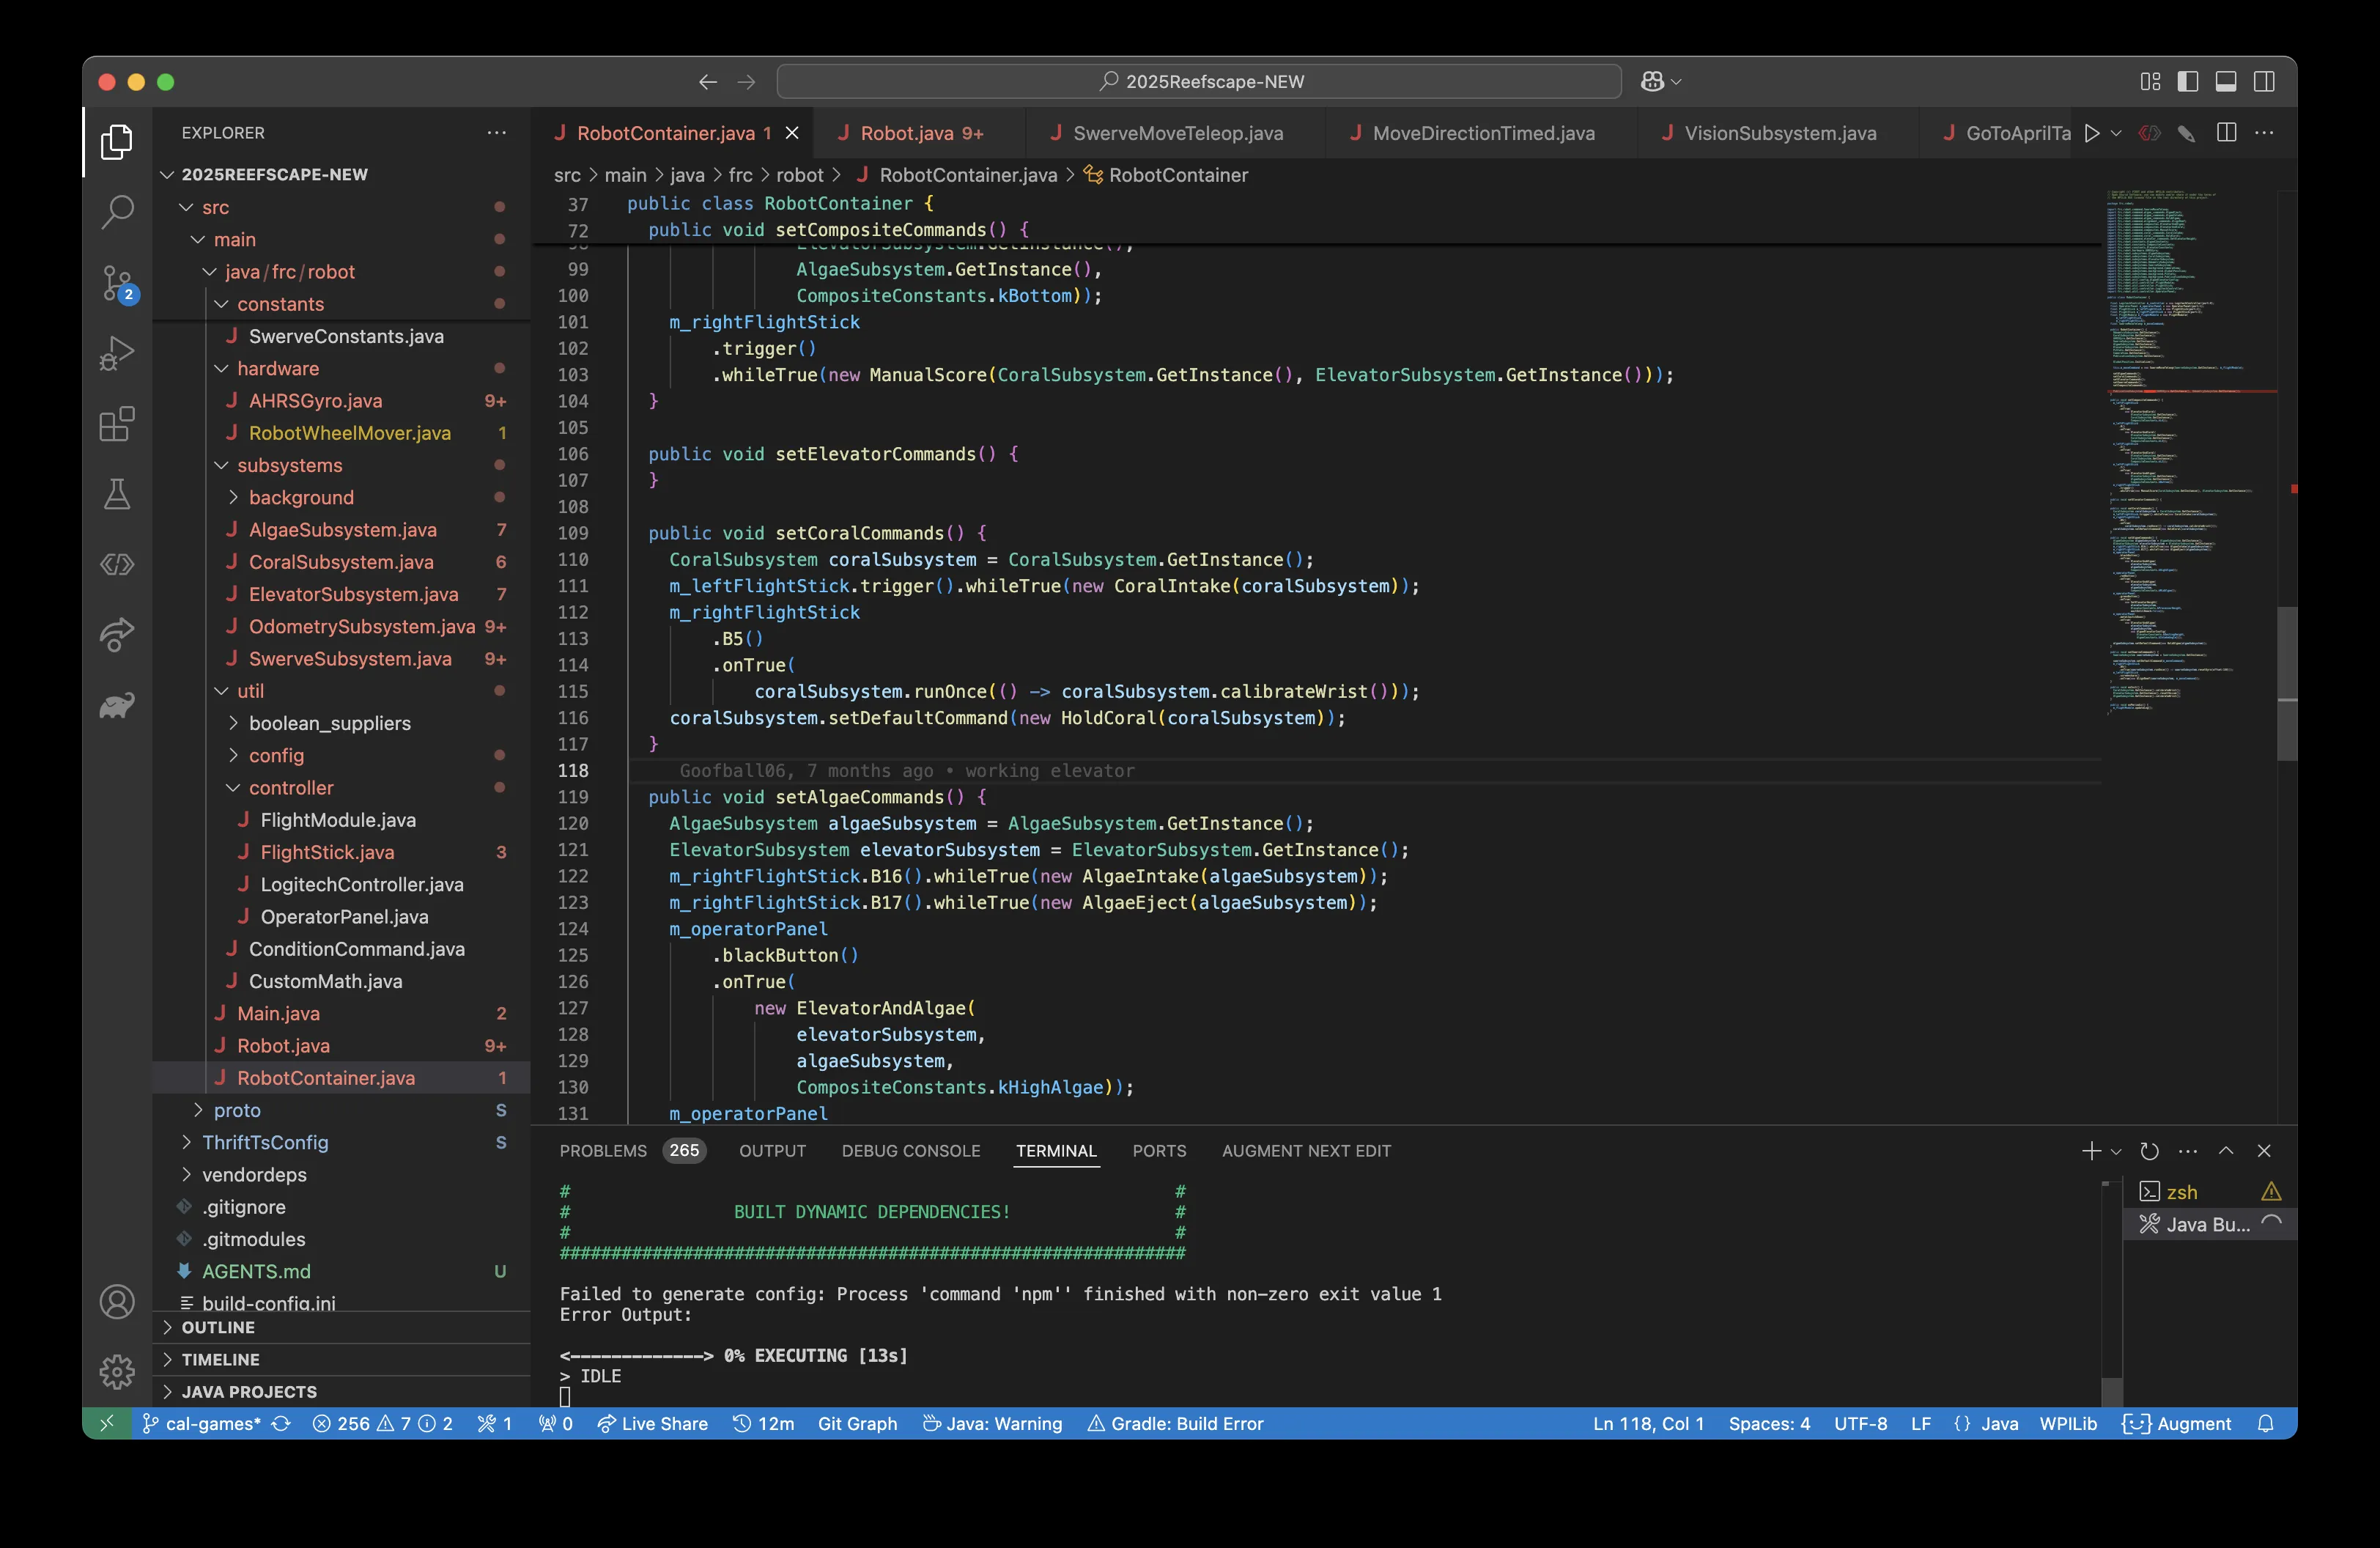 2025Reefscape-NEW
EXPLORER
RobotContainer.java 1
Robot.java 9+
SwerveMoveTeleop.java
MoveDirectionTimed.java
VisionSubsystem.java
GoToAprilTa
2025REEFSCAPE-NEW
src
main
java/frc/robot
constants
SwerveConstants.java
hardware
AHRSGyro.java 9+
RobotWheelMover.java 1
subsystems
background
AlgaeSubsystem.java 7
CoralSubsystem.java 6
ElevatorSubsystem.java 7
OdometrySubsystem.java 9+
SwerveSubsystem.java 9+
util
boolean_suppliers
config
controller
FlightModule.java
FlightStick.java 3
LogitechController.java
OperatorPanel.java
ConditionCommand.java
CustomMath.java
Main.java 2
Robot.java 9+
RobotContainer.java 1
proto S
ThriftTsConfig S
vendordeps
.gitignore
.gitmodules
AGENTS.md U
build-config.ini
OUTLINE
TIMELINE
JAVA PROJECTS
2
src > main > java > frc > robot > RobotContainer.java > RobotContainer
37 public class RobotContainer {
72 public void setCompositeCommands() {
98 ElevatorSubsystem.GetInstance(),
99 AlgaeSubsystem.GetInstance(),
100 CompositeConstants.kBottom));
101 m_rightFlightStick
102 .trigger()
103 .whileTrue(new ManualScore(CoralSubsystem.GetInstance(), ElevatorSubsystem.GetInstance()));
104 }
105
106 public void setElevatorCommands() {
107 }
108
109 public void setCoralCommands() {
110 CoralSubsystem coralSubsystem = CoralSubsystem.GetInstance();
111 m_leftFlightStick.trigger().whileTrue(new CoralIntake(coralSubsystem));
112 m_rightFlightStick
113 .B5()
114 .onTrue(
115 coralSubsystem.runOnce(() -> coralSubsystem.calibrateWrist()));
116 coralSubsystem.setDefaultCommand(new HoldCoral(coralSubsystem));
117 }
118 Goofball06, 7 months ago • working elevator
119 public void setAlgaeCommands() {
120 AlgaeSubsystem algaeSubsystem = AlgaeSubsystem.GetInstance();
121 ElevatorSubsystem elevatorSubsystem = ElevatorSubsystem.GetInstance();
122 m_rightFlightStick.B16().whileTrue(new AlgaeIntake(algaeSubsystem));
123 m_rightFlightStick.B17().whileTrue(new AlgaeEject(algaeSubsystem));
124 m_operatorPanel
125 .blackButton()
126 .onTrue(
127 new ElevatorAndAlgae(
128 elevatorSubsystem,
129 algaeSubsystem,
130 CompositeConstants.kHighAlgae));
131 m_operatorPanel
PROBLEMS 265 OUTPUT DEBUG CONSOLE TERMINAL PORTS AUGMENT NEXT EDIT
# #
# BUILT DYNAMIC DEPENDENCIES! #
# #
#############################################################
Failed to generate config: Process 'command 'npm'' finished with non-zero exit value 1
Error Output:
<-------------> 0% EXECUTING [13s]
> IDLE
zsh
Java Bu...
cal-games* 256 7 2 1 0 Live Share 12m Git Graph Java: Warning Gradle: Build Error Ln 118, Col 1 Spaces: 4 UTF-8 LF {} Java WPILib Augment